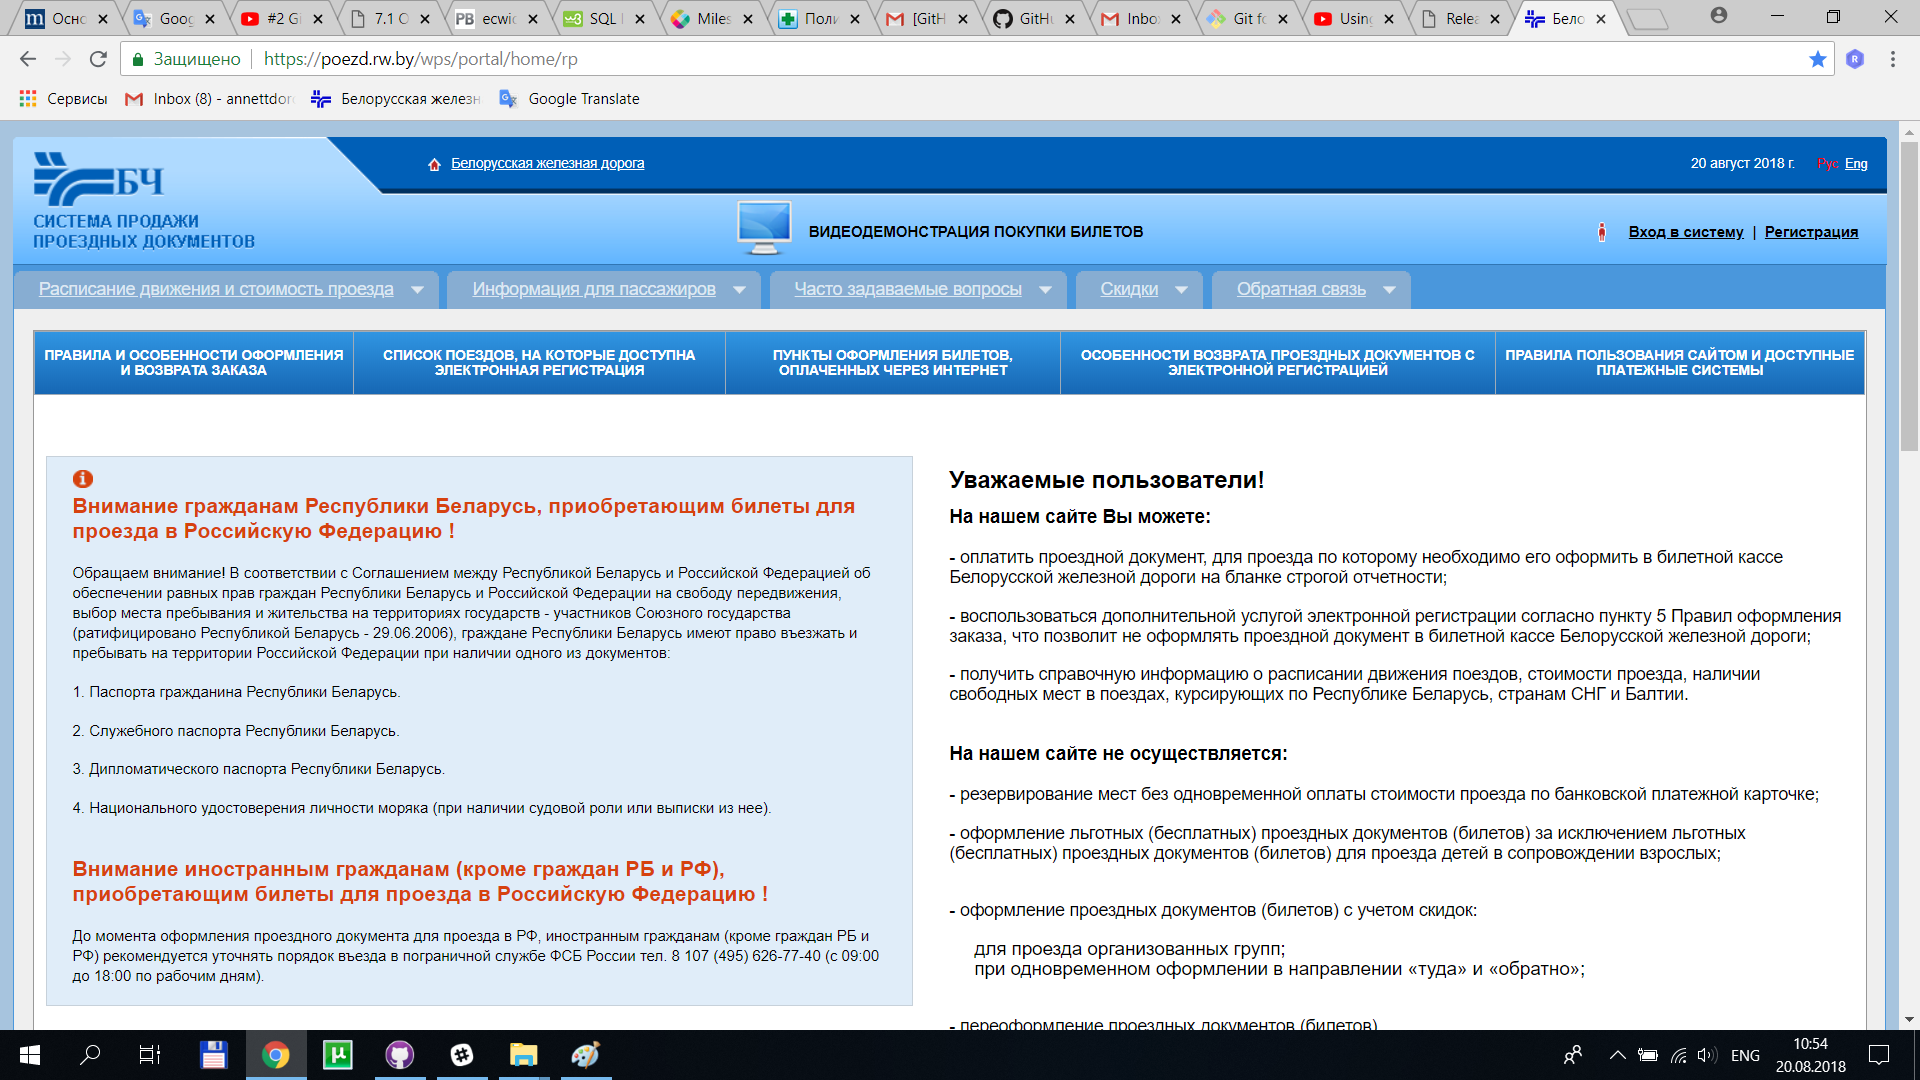 Осно
Goog
#2 Gi
7.1 O
ecwid
SQL
Miles
Поли
[GitH
GitHu
Inbo
Git fo
Using
Relea
Бело
Защищено
https://poezd.rw.by/wps/portal/home/rp
Сервисы
Inbox (8) - annettdor
Белорусская железн
Google Translate
Белорусская железная дорога
20 август 2018 г.
Рус Eng
БЧ
СИСТЕМА ПРОДАЖИ
ПРОЕЗДНЫХ ДОКУМЕНТОВ
ВИДЕОДЕМОНСТРАЦИЯ ПОКУПКИ БИЛЕТОВ
Вход в систему | Регистрация
Расписание движения и стоимость проезда
Информация для пассажиров
Часто задаваемые вопросы
Скидки
Обратная связь
ПРАВИЛА И ОСОБЕННОСТИ ОФОРМЛЕНИЯ
И ВОЗВРАТА ЗАКАЗА
СПИСОК ПОЕЗДОВ, НА КОТОРЫЕ ДОСТУПНА
ЭЛЕКТРОННАЯ РЕГИСТРАЦИЯ
ПУНКТЫ ОФОРМЛЕНИЯ БИЛЕТОВ,
ОПЛАЧЕННЫХ ЧЕРЕЗ ИНТЕРНЕТ
ОСОБЕННОСТИ ВОЗВРАТА ПРОЕЗДНЫХ ДОКУМЕНТОВ С
ЭЛЕКТРОННОЙ РЕГИСТРАЦИЕЙ
ПРАВИЛА ПОЛЬЗОВАНИЯ САЙТОМ И ДОСТУПНЫЕ
ПЛАТЕЖНЫЕ СИСТЕМЫ
Внимание гражданам Республики Беларусь, приобретающим билеты для
проезда в Российскую Федерацию !
Обращаем внимание! В соответствии с Соглашением между Республикой Беларусь и Российской Федерацией об
обеспечении равных прав граждан Республики Беларусь и Российской Федерации на свободу передвижения,
выбор места пребывания и жительства на территориях государств - участников Союзного государства
(ратифицировано Республикой Беларусь - 29.06.2006), граждане Республики Беларусь имеют право въезжать и
пребывать на территории Российской Федерации при наличии одного из документов:
1. Паспорта гражданина Республики Беларусь.
2. Служебного паспорта Республики Беларусь.
3. Дипломатического паспорта Республики Беларусь.
4. Национального удостоверения личности моряка (при наличии судовой роли или выписки из нее).
Внимание иностранным гражданам (кроме граждан РБ и РФ),
приобретающим билеты для проезда в Российскую Федерацию !
До момента оформления проездного документа для проезда в РФ, иностранным гражданам (кроме граждан РБ и
РФ) рекомендуется уточнять порядок въезда в пограничной службе ФСБ России тел. 8 107 (495) 626-77-40 (с 09:00
до 18:00 по рабочим дням).
Уважаемые пользователи!
На нашем сайте Вы можете:
- оплатить проездной документ, для проезда по которому необходимо его оформить в билетной кассе
Белорусской железной дороги на бланке строгой отчетности;
- воспользоваться дополнительной услугой электронной регистрации согласно пункту 5 Правил оформления
заказа, что позволит не оформлять проездной документ в билетной кассе Белорусской железной дороги;
- получить справочную информацию о расписании движения поездов, стоимости проезда, наличии
свободных мест в поездах, курсирующих по Республике Беларусь, странам СНГ и Балтии.
На нашем сайте не осуществляется:
- резервирование мест без одновременной оплаты стоимости проезда по банковской платежной карточке;
- оформление льготных (бесплатных) проездных документов (билетов) за исключением льготных
(бесплатных) проездных документов (билетов) для проезда детей в сопровождении взрослых;
- оформление проездных документов (билетов) с учетом скидок:
для проезда организованных групп;
при одновременном оформлении в направлении «туда» и «обратно»;
- переоформление проездных документов (билетов)
ENG
10:54
20.08.2018